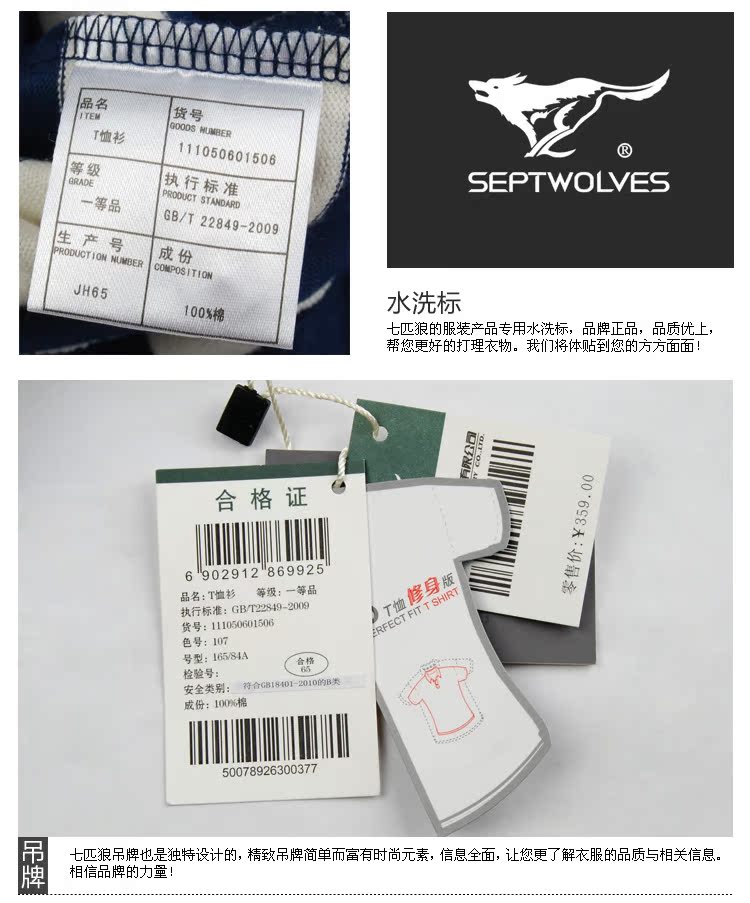 品名
ITEM
T恤衫
货号
GOODS NUMBER
111050601506
等级
GRADE
一等品
执行标准
PRODUCT STANDARD
GB/T 22849-2009
生产号
PRODUCTION NUMBER
JH65
成份
COMPOSITION
100%棉
®
SEPTWOLVES
水洗标
七匹狼的服装产品专用水洗标，品牌正品，品质优上，
帮您更好的打理衣物。我们将体贴到您的方方面面！
合格证
6 902912 869925
品名：T恤衫 等级：一等品
执行标准：GB/T22849-2009
货号：111050601506
色号：107
号型：165/84A
检验号：
合格
65
安全类别：符合GB18401-2010的B类
成份：100%棉
50078926300377
T恤修身版
ERFECT FIT T SHIRT
有限公司
CO.,LTD.
零售价：¥359.00
吊牌
七匹狼吊牌也是独特设计的，精致吊牌简单而富有时尚元素，信息全面，让您更了解衣服的品质与相关信息。
相信品牌的力量！